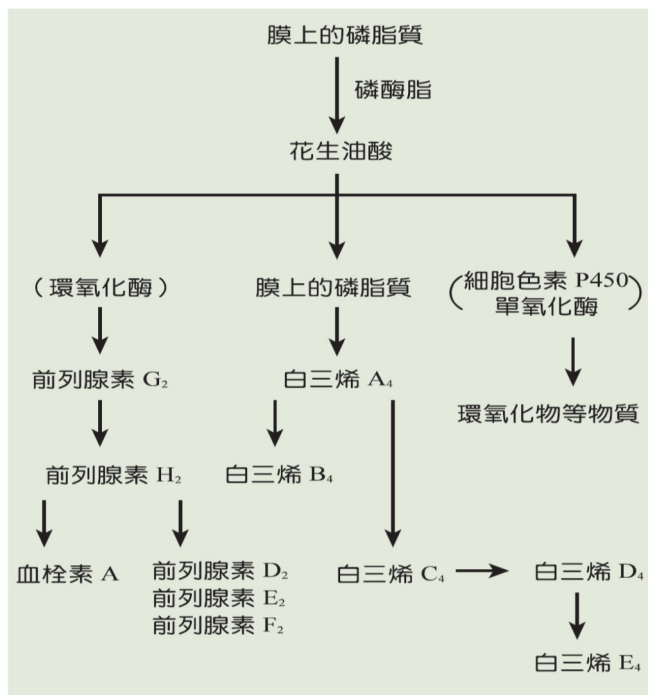 膜上的磷脂質
磷酶脂
花生油酸
（環氧化酶）
膜上的磷脂質
（細胞色素 P450
單氧化酶）
前列腺素 G₂
白三烯 A₄
環氧化物等物質
前列腺素 H₂
白三烯 B₄
血栓素 A
前列腺素 D₂
前列腺素 E₂
前列腺素 F₂
白三烯 C₄
白三烯 D₄
白三烯 E₄